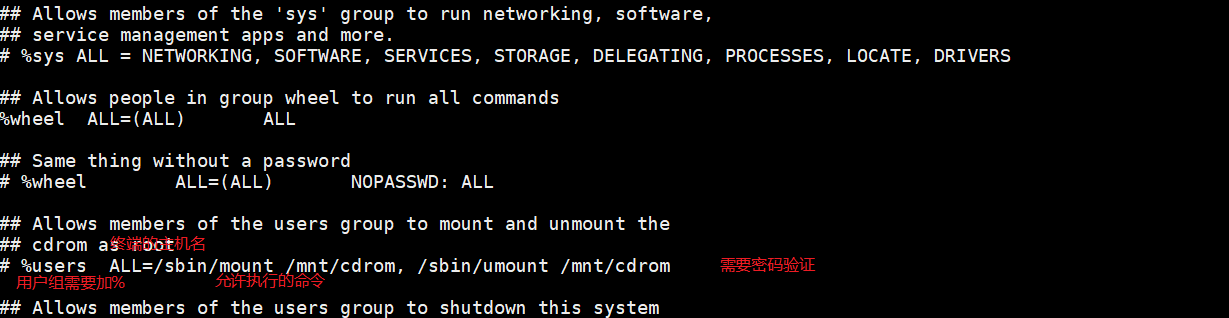 ## Allows members of the 'sys' group to run networking, software,
## service management apps and more.
# %sys ALL = NETWORKING, SOFTWARE, SERVICES, STORAGE, DELEGATING, PROCESSES, LOCATE, DRIVERS
## Allows people in group wheel to run all commands
%wheel  ALL=(ALL)       ALL
## Same thing without a password
# %wheel        ALL=(ALL)       NOPASSWD: ALL
## Allows members of the users group to mount and unmount the
## cdrom as root
终端的主机名
# %users  ALL=/sbin/mount /mnt/cdrom, /sbin/umount /mnt/cdrom
需要密码验证
用户组需要加%
允许执行的命令
## Allows members of the users group to shutdown this system